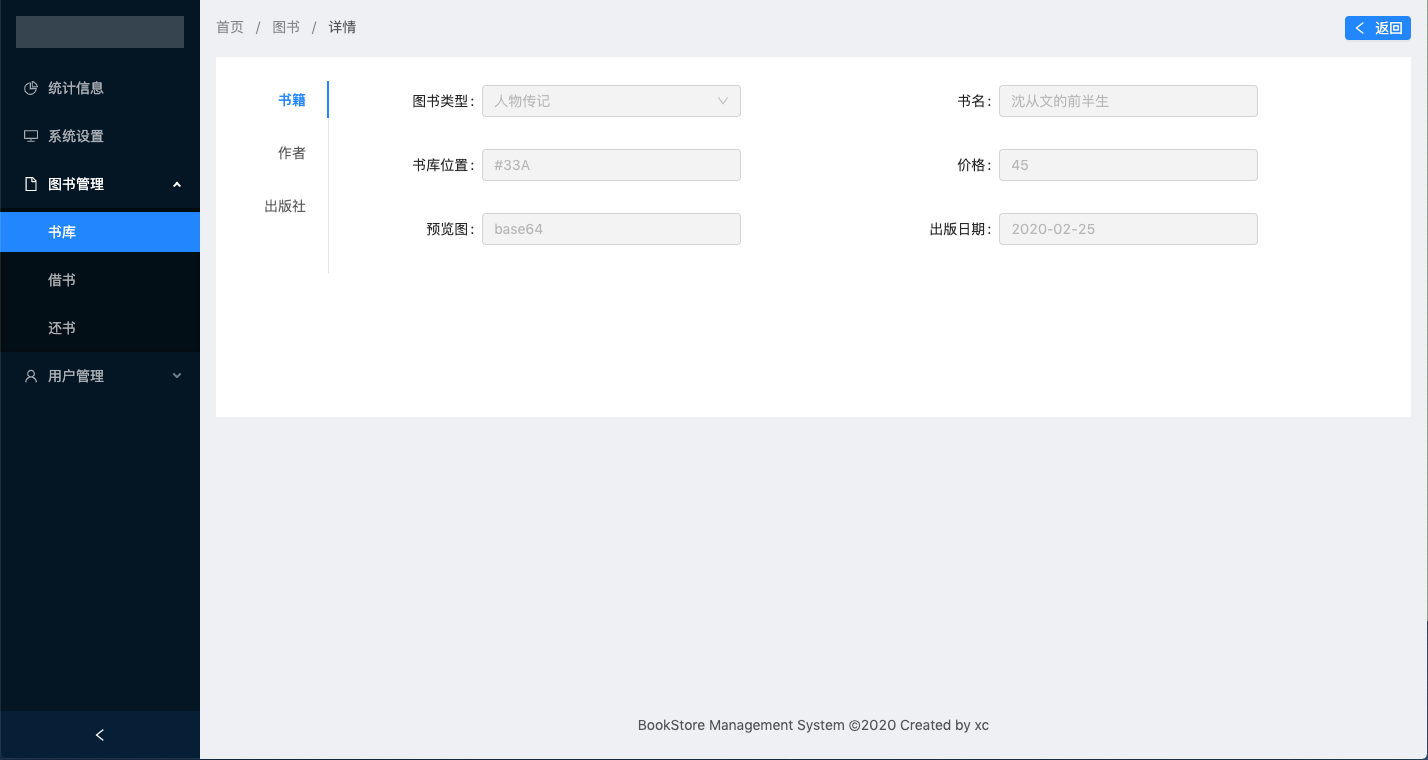 首页 / 图书 / 详情
返回
统计信息
系统设置
图书管理
书库
借书
还书
用户管理
书籍
作者
出版社
图书类型: 人物传记
书名: 沈从文的前半生
书库位置: #33A
价格: 45
预览图: base64
出版日期: 2020-02-25
BookStore Management System ©2020 Created by xc